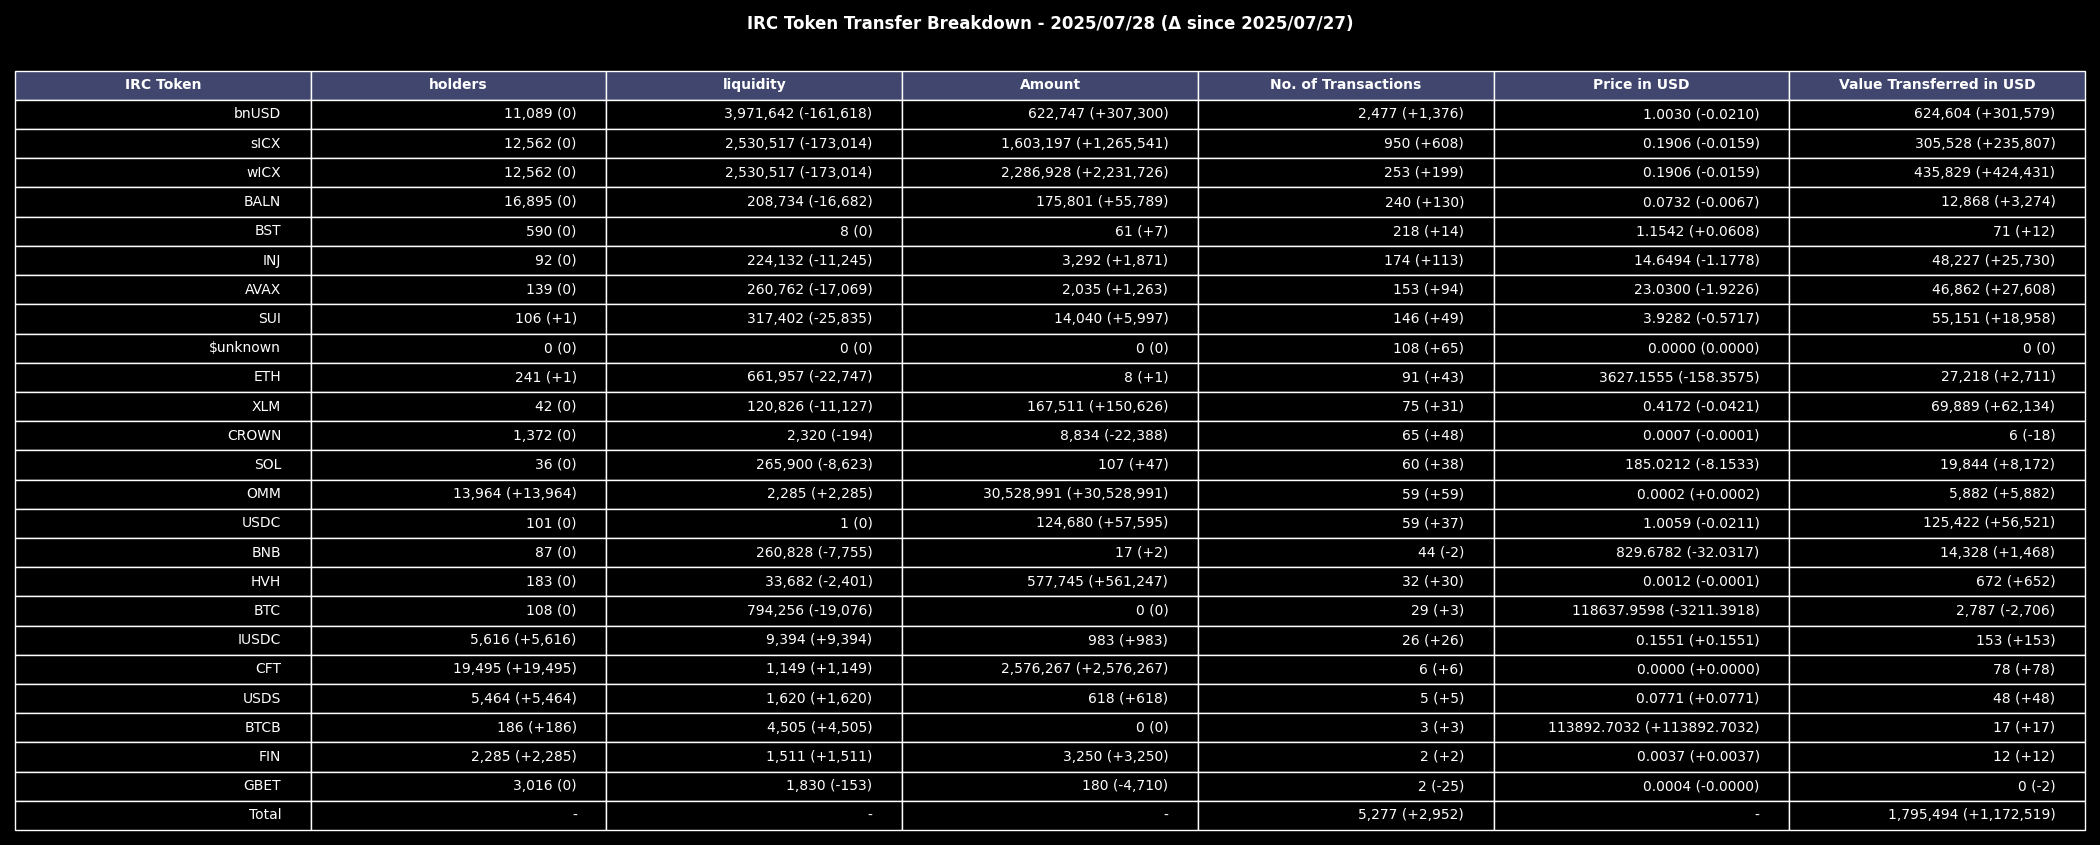 IRC Token Transfer Breakdown - 2025/07/28 (Δ since 2025/07/27)
IRC Token holders liquidity Amount No. of Transactions Price in USD Value Transferred in USD
bnUSD 11,089 (0) 3,971,642 (-161,618) 622,747 (+307,300) 2,477 (+1,376) 1.0030 (-0.0210) 624,604 (+301,579)
sICX 12,562 (0) 2,530,517 (-173,014) 1,603,197 (+1,265,541) 950 (+608) 0.1906 (-0.0159) 305,528 (+235,807)
wICX 12,562 (0) 2,530,517 (-173,014) 2,286,928 (+2,231,726) 253 (+199) 0.1906 (-0.0159) 435,829 (+424,431)
BALN 16,895 (0) 208,734 (-16,682) 175,801 (+55,789) 240 (+130) 0.0732 (-0.0067) 12,868 (+3,274)
BST 590 (0) 8 (0) 61 (+7) 218 (+14) 1.1542 (+0.0608) 71 (+12)
INJ 92 (0) 224,132 (-11,245) 3,292 (+1,871) 174 (+113) 14.6494 (-1.1778) 48,227 (+25,730)
AVAX 139 (0) 260,762 (-17,069) 2,035 (+1,263) 153 (+94) 23.0300 (-1.9226) 46,862 (+27,608)
SUI 106 (+1) 317,402 (-25,835) 14,040 (+5,997) 146 (+49) 3.9282 (-0.5717) 55,151 (+18,958)
$unknown 0 (0) 0 (0) 0 (0) 108 (+65) 0.0000 (0.0000) 0 (0)
ETH 241 (+1) 661,957 (-22,747) 8 (+1) 91 (+43) 3627.1555 (-158.3575) 27,218 (+2,711)
XLM 42 (0) 120,826 (-11,127) 167,511 (+150,626) 75 (+31) 0.4172 (-0.0421) 69,889 (+62,134)
CROWN 1,372 (0) 2,320 (-194) 8,834 (-22,388) 65 (+48) 0.0007 (-0.0001) 6 (-18)
SOL 36 (0) 265,900 (-8,623) 107 (+47) 60 (+38) 185.0212 (-8.1533) 19,844 (+8,172)
OMM 13,964 (+13,964) 2,285 (+2,285) 30,528,991 (+30,528,991) 59 (+59) 0.0002 (+0.0002) 5,882 (+5,882)
USDC 101 (0) 1 (0) 124,680 (+57,595) 59 (+37) 1.0059 (-0.0211) 125,422 (+56,521)
BNB 87 (0) 260,828 (-7,755) 17 (+2) 44 (-2) 829.6782 (-32.0317) 14,328 (+1,468)
HVH 183 (0) 33,682 (-2,401) 577,745 (+561,247) 32 (+30) 0.0012 (-0.0001) 672 (+652)
BTC 108 (0) 794,256 (-19,076) 0 (0) 29 (+3) 118637.9598 (-3211.3918) 2,787 (-2,706)
IUSDC 5,616 (+5,616) 9,394 (+9,394) 983 (+983) 26 (+26) 0.1551 (+0.1551) 153 (+153)
CFT 19,495 (+19,495) 1,149 (+1,149) 2,576,267 (+2,576,267) 6 (+6) 0.0000 (+0.0000) 78 (+78)
USDS 5,464 (+5,464) 1,620 (+1,620) 618 (+618) 5 (+5) 0.0771 (+0.0771) 48 (+48)
BTCB 186 (+186) 4,505 (+4,505) 0 (0) 3 (+3) 113892.7032 (+113892.7032) 17 (+17)
FIN 2,285 (+2,285) 1,511 (+1,511) 3,250 (+3,250) 2 (+2) 0.0037 (+0.0037) 12 (+12)
GBET 3,016 (0) 1,830 (-153) 180 (-4,710) 2 (-25) 0.0004 (-0.0000) 0 (-2)
Total - - - 5,277 (+2,952) - 1,795,494 (+1,172,519)